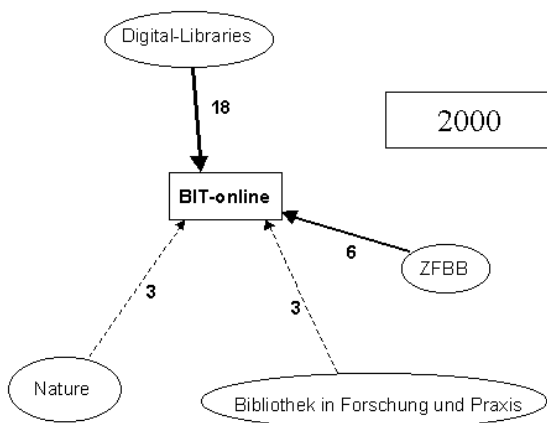 Digital-Libraries
18
2000
BIT-online
6
ZFBB
3
3
Nature
Bibliothek in Forschung und Praxis